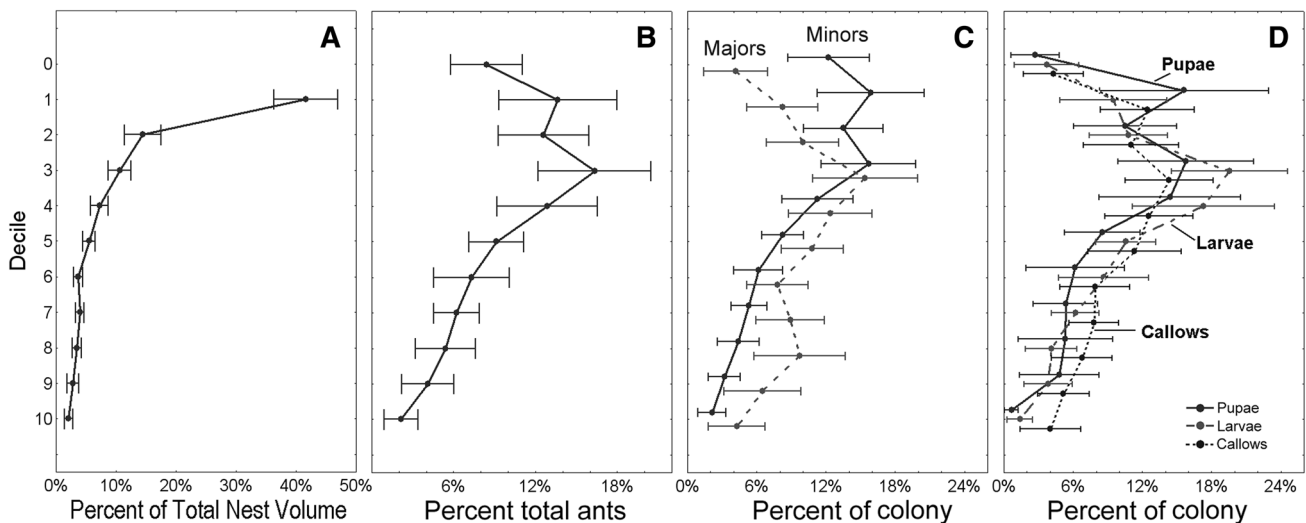 A
B
C
D
Decile
0
1
2
3
4
5
6
7
8
9
10
0% 10% 20% 30% 40% 50%
Percent of Total Nest Volume
6% 12% 18%
Percent total ants
Majors
Minors
0% 6% 12% 18% 24%
Percent of colony
Pupae
Larvae
Callows
Pupae
Larvae
Callows
6% 12% 18% 24%
Percent of colony